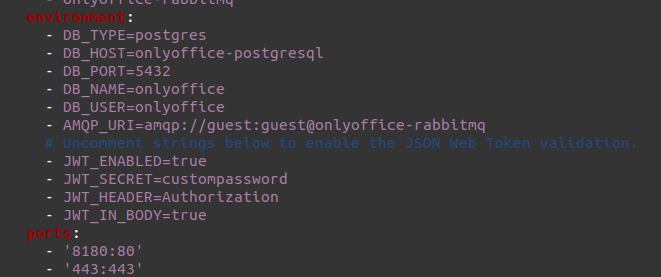 - onlyoffice-rabbitmq
environment:
- DB_TYPE=postgres
- DB_HOST=onlyoffice-postgresql
- DB_PORT=5432
- DB_NAME=onlyoffice
- DB_USER=onlyoffice
- AMQP_URI=amqp://guest:guest@onlyoffice-rabbitmq
# Uncomment strings below to enable the JSON Web Token validation.
- JWT_ENABLED=true
- JWT_SECRET=custompassword
- JWT_HEADER=Authorization
- JWT_IN_BODY=true
ports:
- '8180:80'
- '443:443'